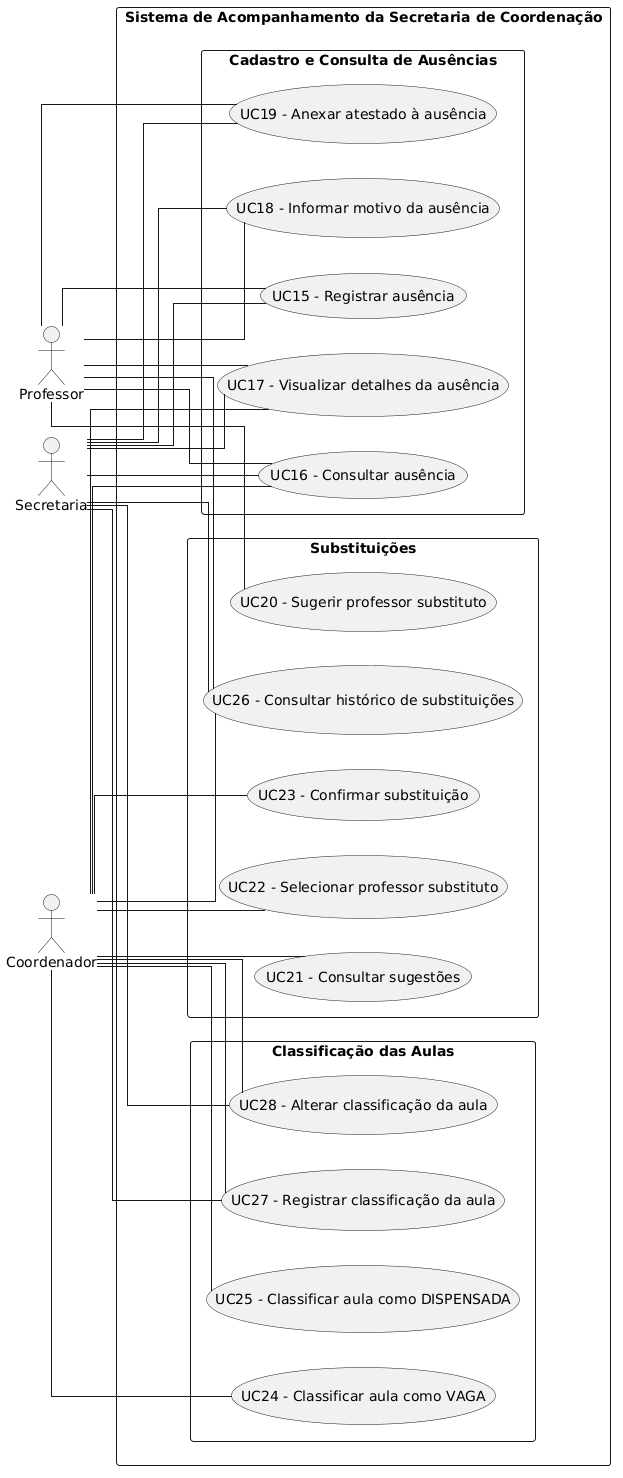 Sistema de Acompanhamento da Secretaria de Coordenação
Cadastro e Consulta de Ausências
UC19 - Anexar atestado à ausência
UC18 - Informar motivo da ausência
UC15 - Registrar ausência
UC17 - Visualizar detalhes da ausência
Professor
UC16 - Consultar ausência
Secretaria
Substituições
UC20 - Sugerir professor substituto
UC26 - Consultar histórico de substituições
UC23 - Confirmar substituição
UC22 - Selecionar professor substituto
Coordenador
UC21 - Consultar sugestões
Classificação das Aulas
UC28 - Alterar classificação da aula
UC27 - Registrar classificação da aula
UC25 - Classificar aula como DISPENSADA
UC24 - Classificar aula como VAGA